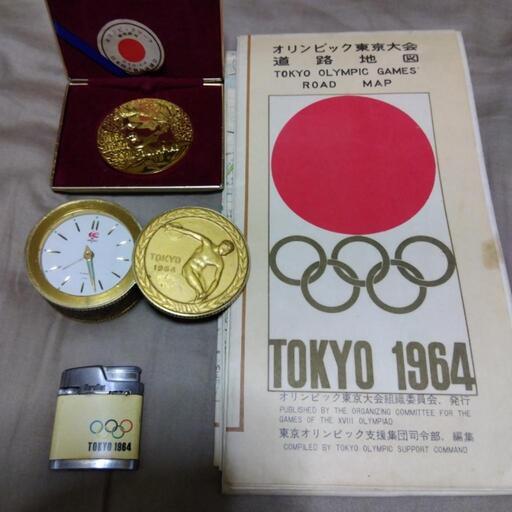 オリンピック東京大会
道路地図
TOKYO OLYMPIC GAMES'
ROAD MAP
TOKYO 1964
オリンピック東京大会組織委員会、発行
PUBLISHED BY THE ORGANIZING COMMITTEE FOR THE
GAMES OF THE XVIII OLYMPIAD
東京オリンピック支援集団司令部、編集
COMPILED BY TOKYO OLYMPIC SUPPORT COMMAND
TOKYO
1964
TOKYO 1964